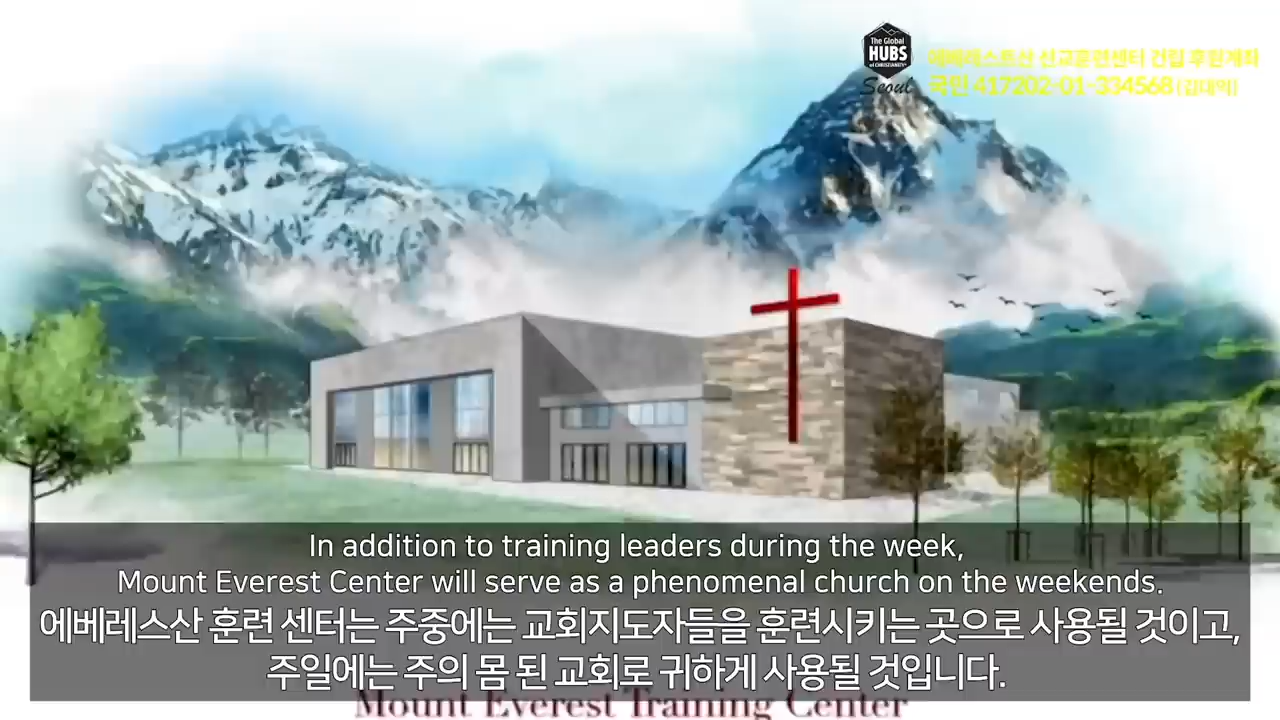 The Global
HUBS
of CHRISTIANITY
Seoul
에베레스트산 선교훈련센터 건립 후원계좌
국민 417202-01-334568 (김대억)
In addition to training leaders during the week,
Mount Everest Center will serve as a phenomenal church on the weekends.
에베레스산 훈련 센터는 주중에는 교회지도자들을 훈련시키는 곳으로 사용될 것이고,
주일에는 주의 몸 된 교회로 귀하게 사용될 것입니다.
Mount Everest Training Center